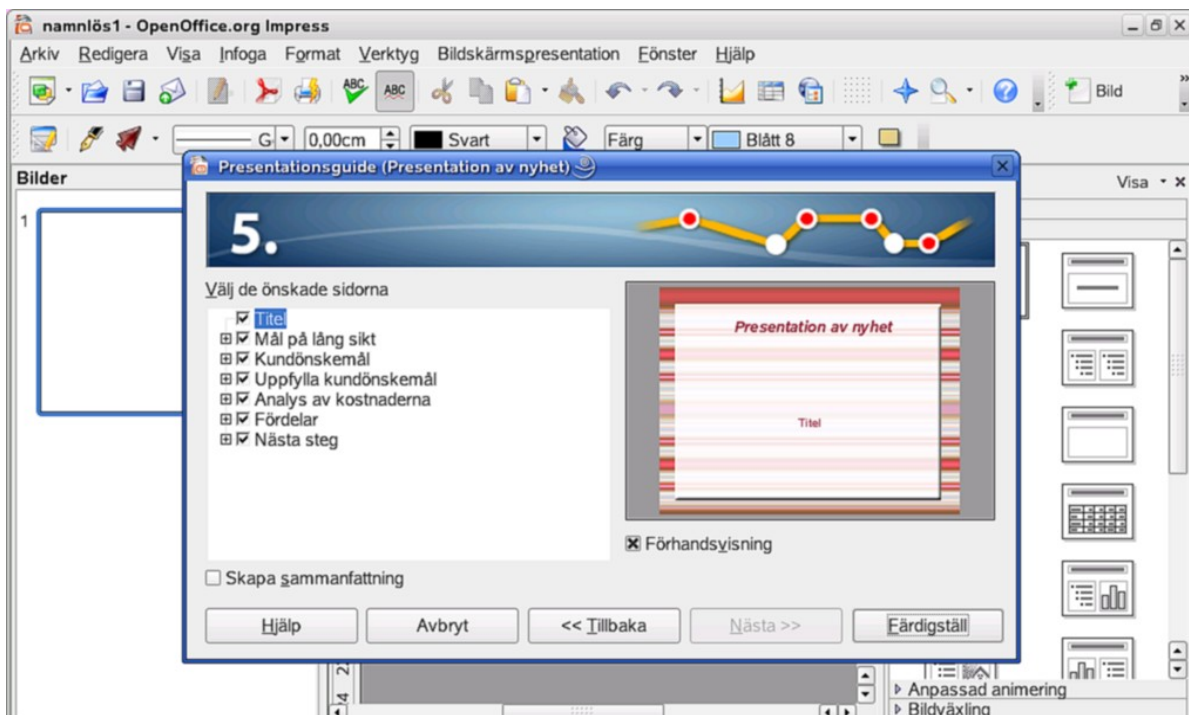 namnlös1 - OpenOffice.org Impress
Arkiv Redigera Visa Infoga Format Verktyg Bildskärmspresentation Fönster Hjälp
ABC ABC Bild
G 0,00cm Svart Färg Blått 8
Bilder
Visa
1
Presentationsguide (Presentation av nyhet)
5.
Välj de önskade sidorna
Titel
Mål på lång sikt
Kundönskemål
Uppfylla kundönskemål
Analys av kostnaderna
Fördelar
Nästa steg
Presentation av nyhet
Titel
Förhandsvisning
Skapa sammanfattning
Hjälp Avbryt << Tillbaka Nästa >> Färdigställ
Anpassad animering
Bildväxling